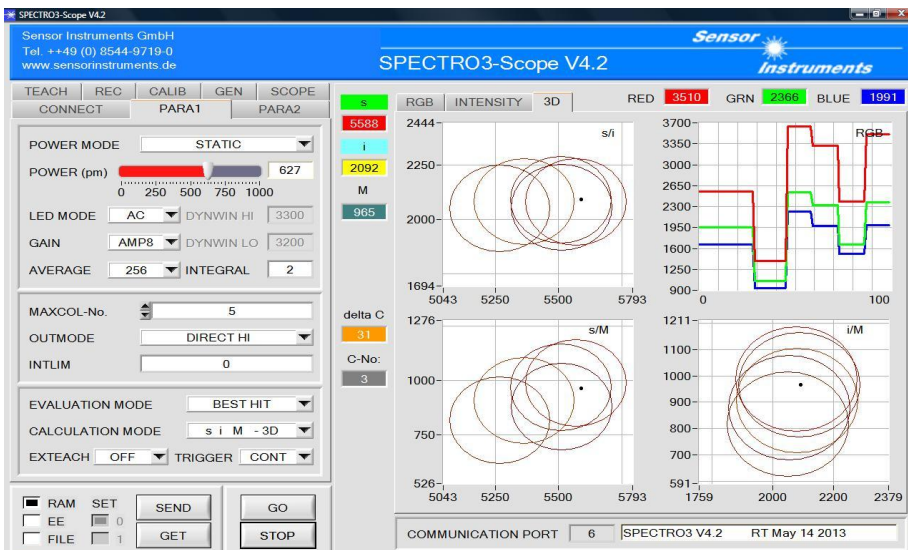 SPECTRO3-Scope V4.2
Sensor Instruments GmbH
Tel. ++49 (0) 8544-9719-0
www.sensorinstruments.de
SPECTRO3-Scope V4.2
Sensor
Instruments
TEACH REC CALIB GEN SCOPE
CONNECT PARA1 PARA2
POWER MODE STATIC
POWER (pm) 627
0 250 500 750 1000
LED MODE AC DYNWIN HI 3300
GAIN AMP8 DYNWIN LO 3200
AVERAGE 256 INTEGRAL 2
MAXCOL-No. 5
OUTMODE DIRECT HI
INTLIM 0
EVALUATION MODE BEST HIT
CALCULATION MODE s i M - 3D
EXTEACH OFF TRIGGER CONT
RAM SET
EE 0
FILE 1
SEND
GET
GO
STOP
s
5588
i
2092
M
965
delta C
31
C-No:
3
RGB INTENSITY 3D
RED 3510 GRN 2366 BLUE 1991
s/i
2444
2250
2000
1694
5043 5250 5500 5793
RGB
3700
3350
3000
2650
2300
1950
1600
1250
900
0 100
s/M
1276
1000
750
526
5043 5250 5500 5793
i/M
1211
1100
1000
900
800
700
591
1759 2000 2200 2379
COMMUNICATION PORT 6 SPECTRO3 V4.2 RT May 14 2013